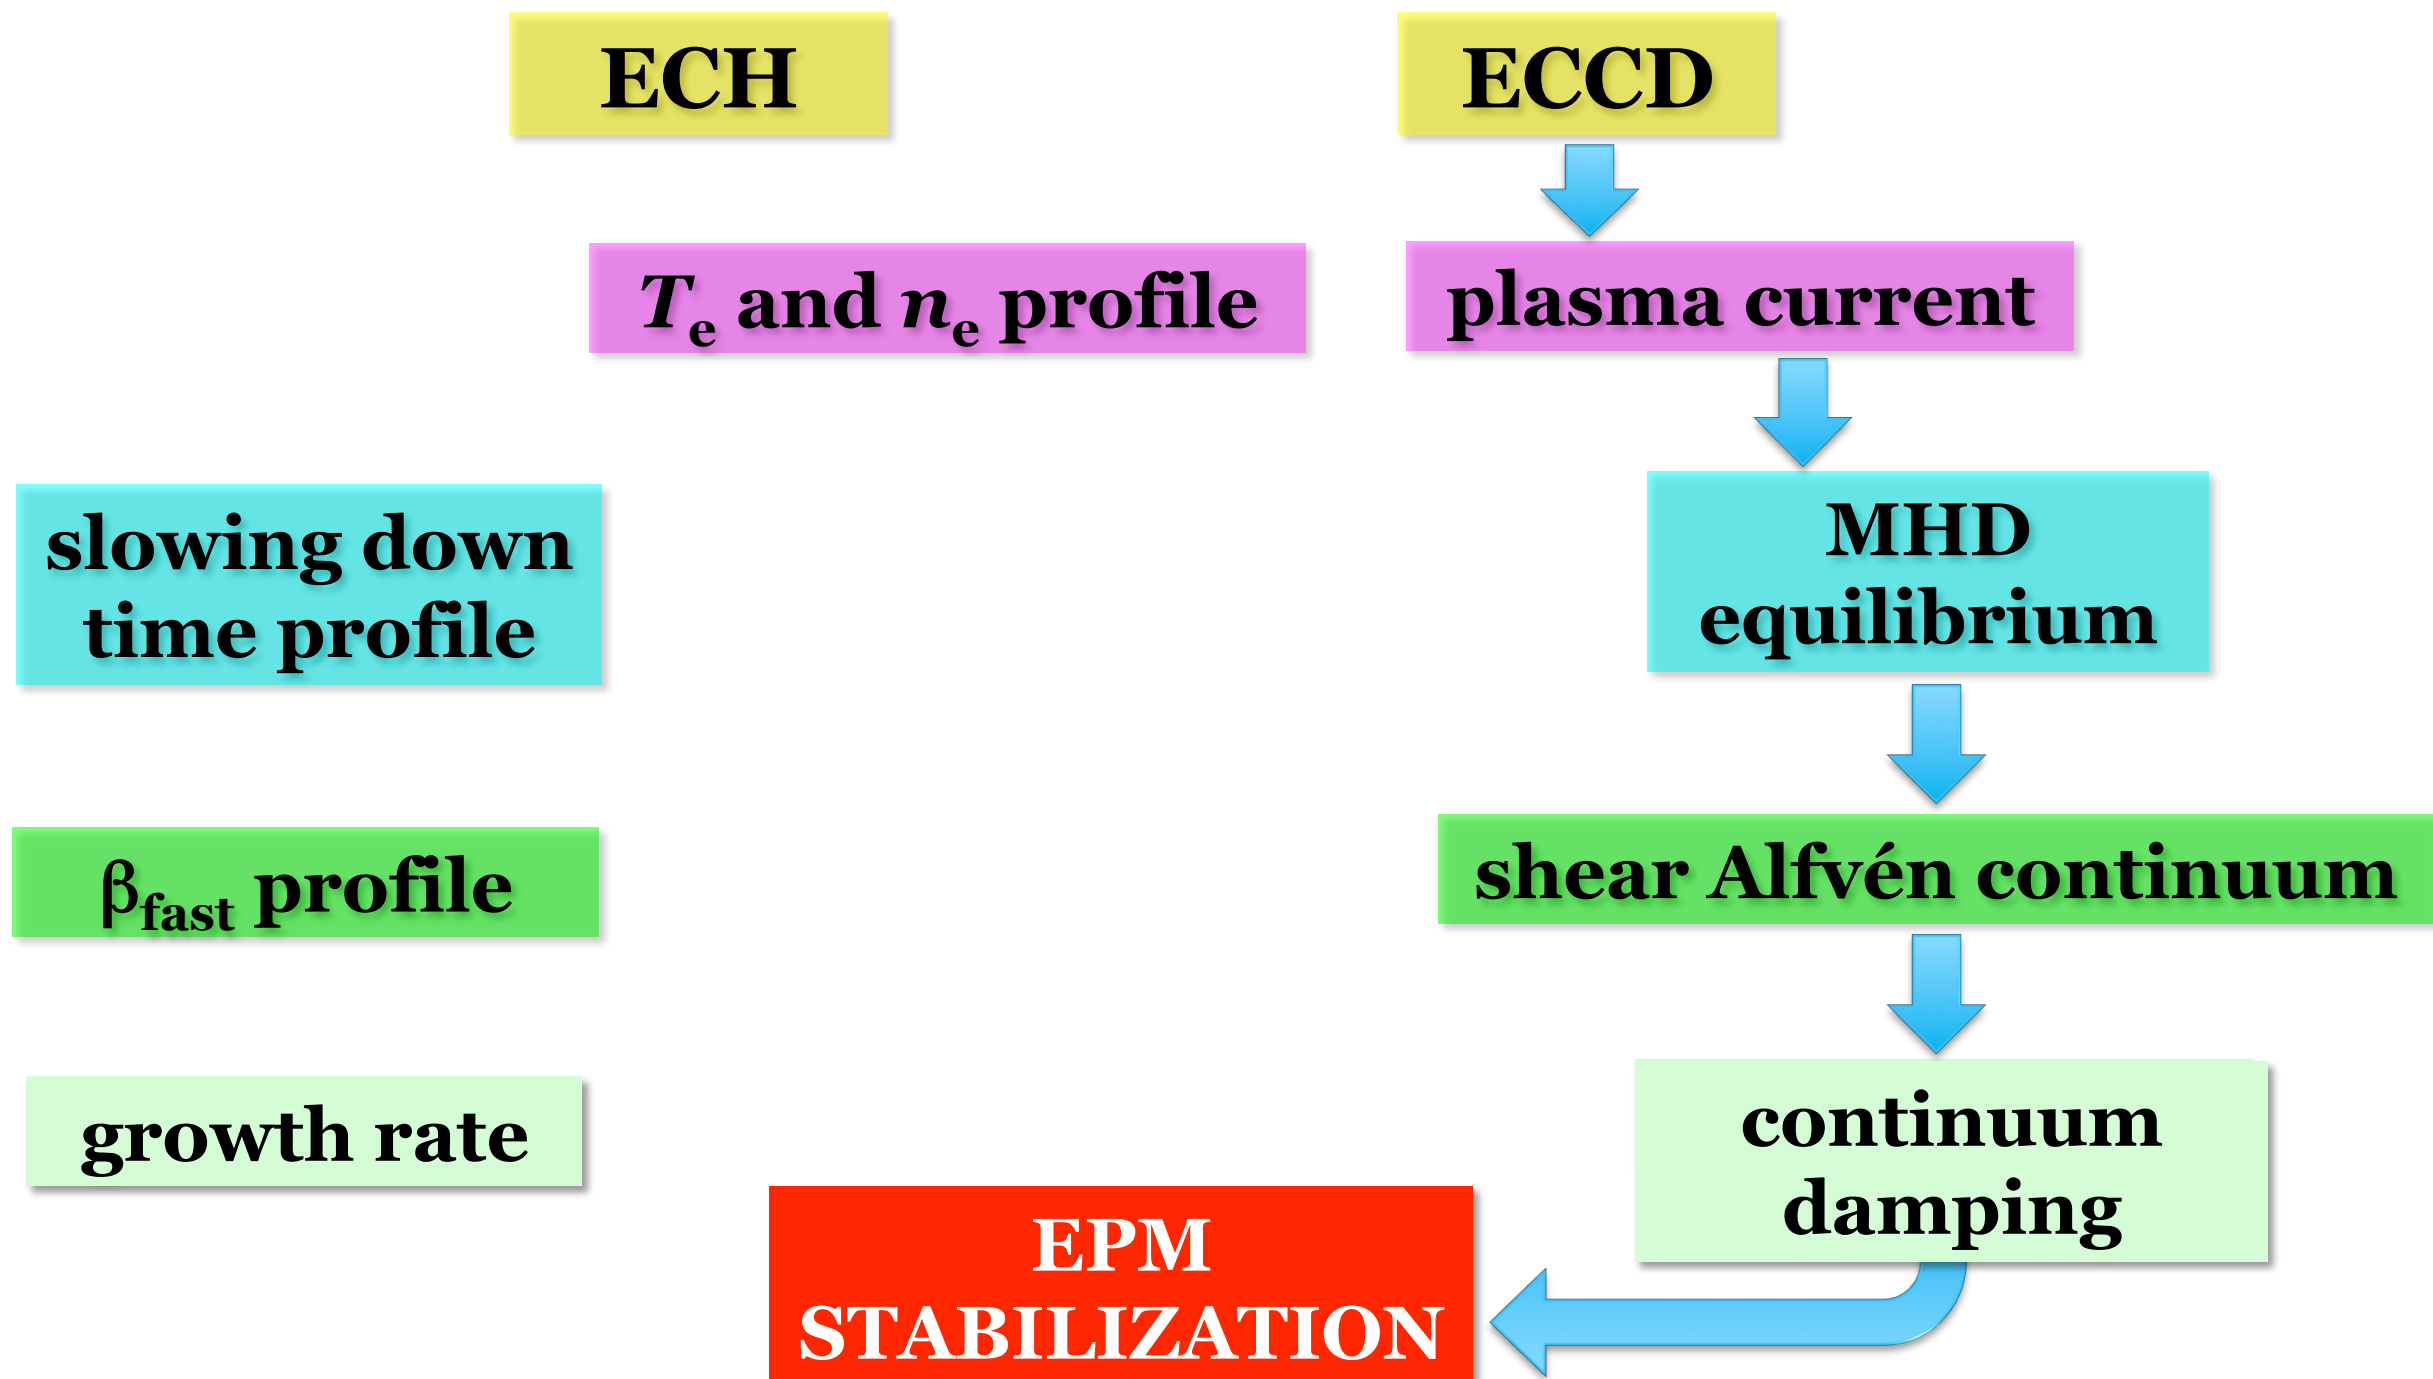 ECH
ECCD
Te and ne profile
plasma current
slowing down
time profile
MHD
equilibrium
βfast profile
shear Alfvén continuum
growth rate
continuum
damping
EPM
STABILIZATION